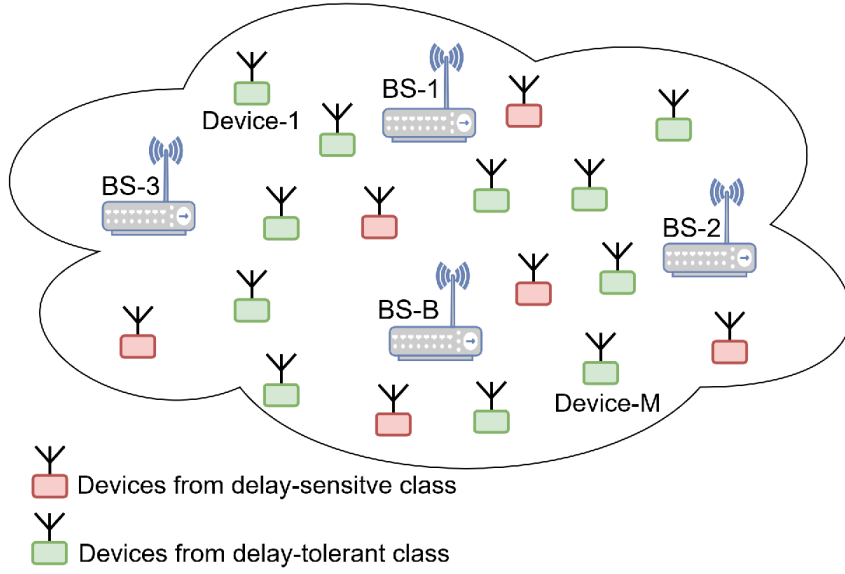 BS-1
Device-1
BS-3
BS-2
BS-B
Device-M
Devices from delay-sensitve class
Devices from delay-tolerant class